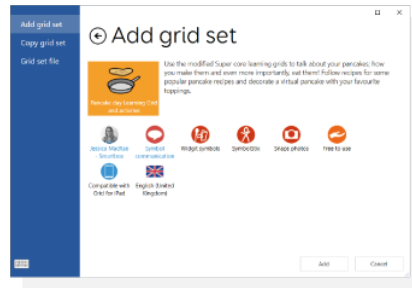 Add grid set
Copy grid set
Grid set file
Add grid set
Use the modified Super core learning grids to talk about your pancakes, how
you make them and even more importantly, eat them! Follow recipes for some
popular pancake recipes and decorate a virtual pancake with your favourite
toppings.
Pancake day Learning Grid
and activities
Jessica MacRae
- Smartbox
Symbol
communication
Widgit symbols
SymbolStix
Snaps photos
Free to use
Compatible with
Grid for iPad
English (United
Kingdom)
Add
Cancel